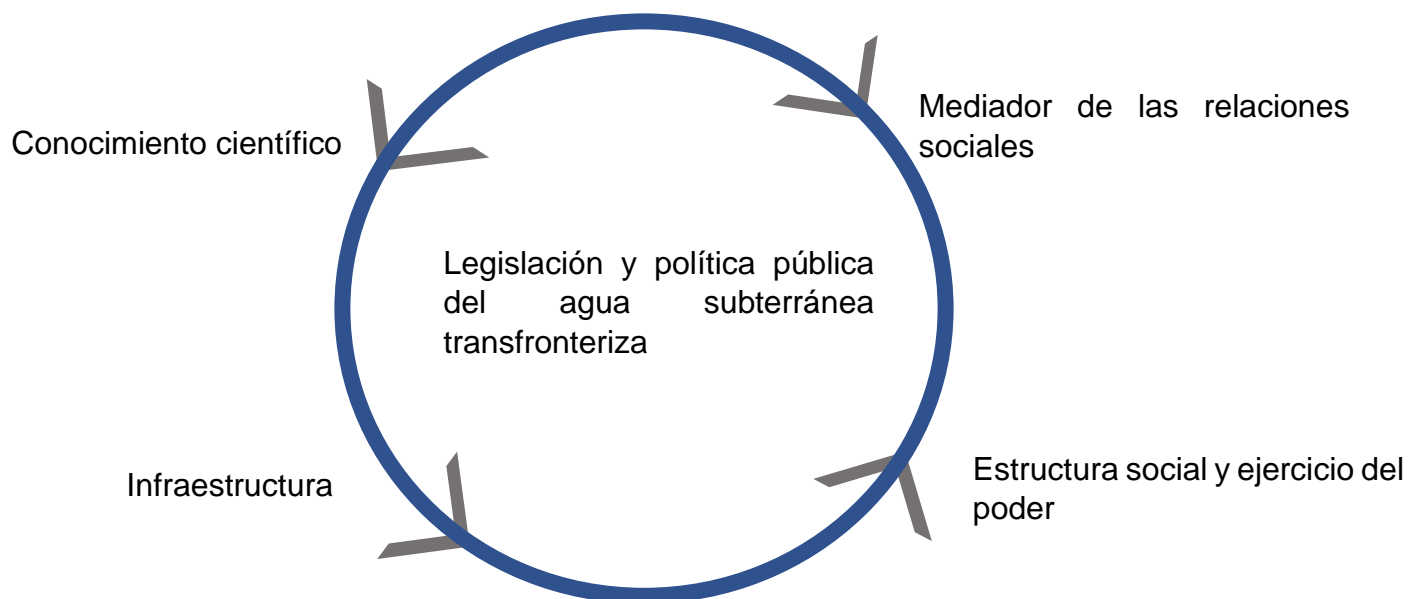 Conocimiento científico
Mediador de las relaciones
sociales
Legislación y política pública
del agua subterránea
transfronteriza
Infraestructura
Estructura social y ejercicio del
poder